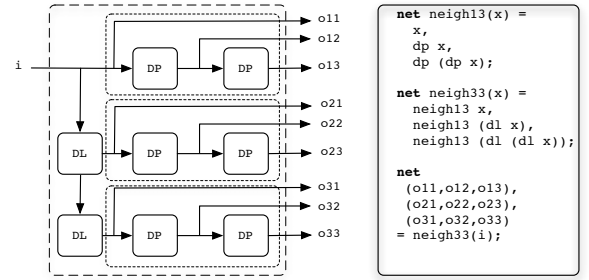 i
DP
DP
o11
o12
o13
DL
DP
DP
o21
o22
o23
DL
DP
DP
o31
o32
o33
net neigh13(x) =
x,
dp x,
dp (dp x);
net neigh33(x) =
neigh13 x,
neigh13 (dl x),
neigh13 (dl (dl x));
net
(o11,o12,o13),
(o21,o22,o23),
(o31,o32,o33)
= neigh33(i);